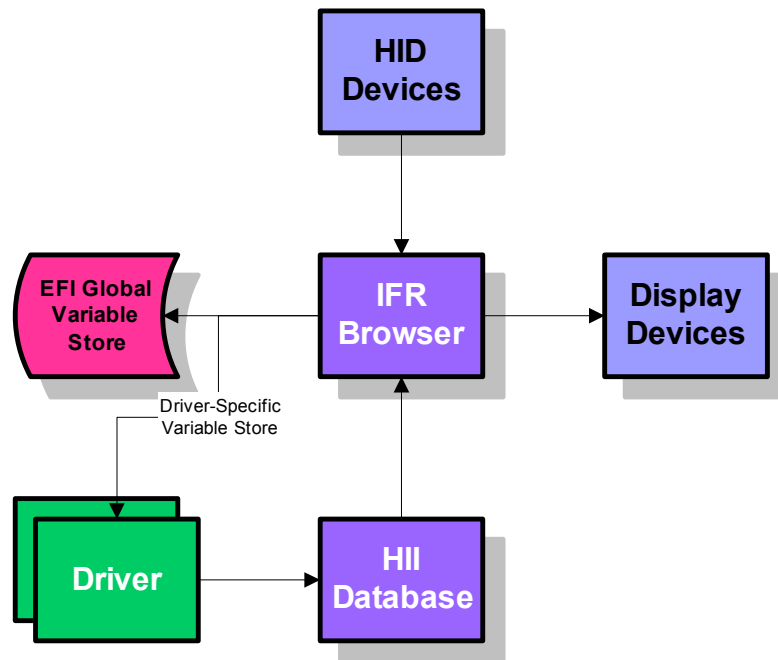 HID
Devices
EFI Global
Variable
Store
IFR
Browser
Display
Devices
Driver-Specific
Variable Store
Driver
HII
Database